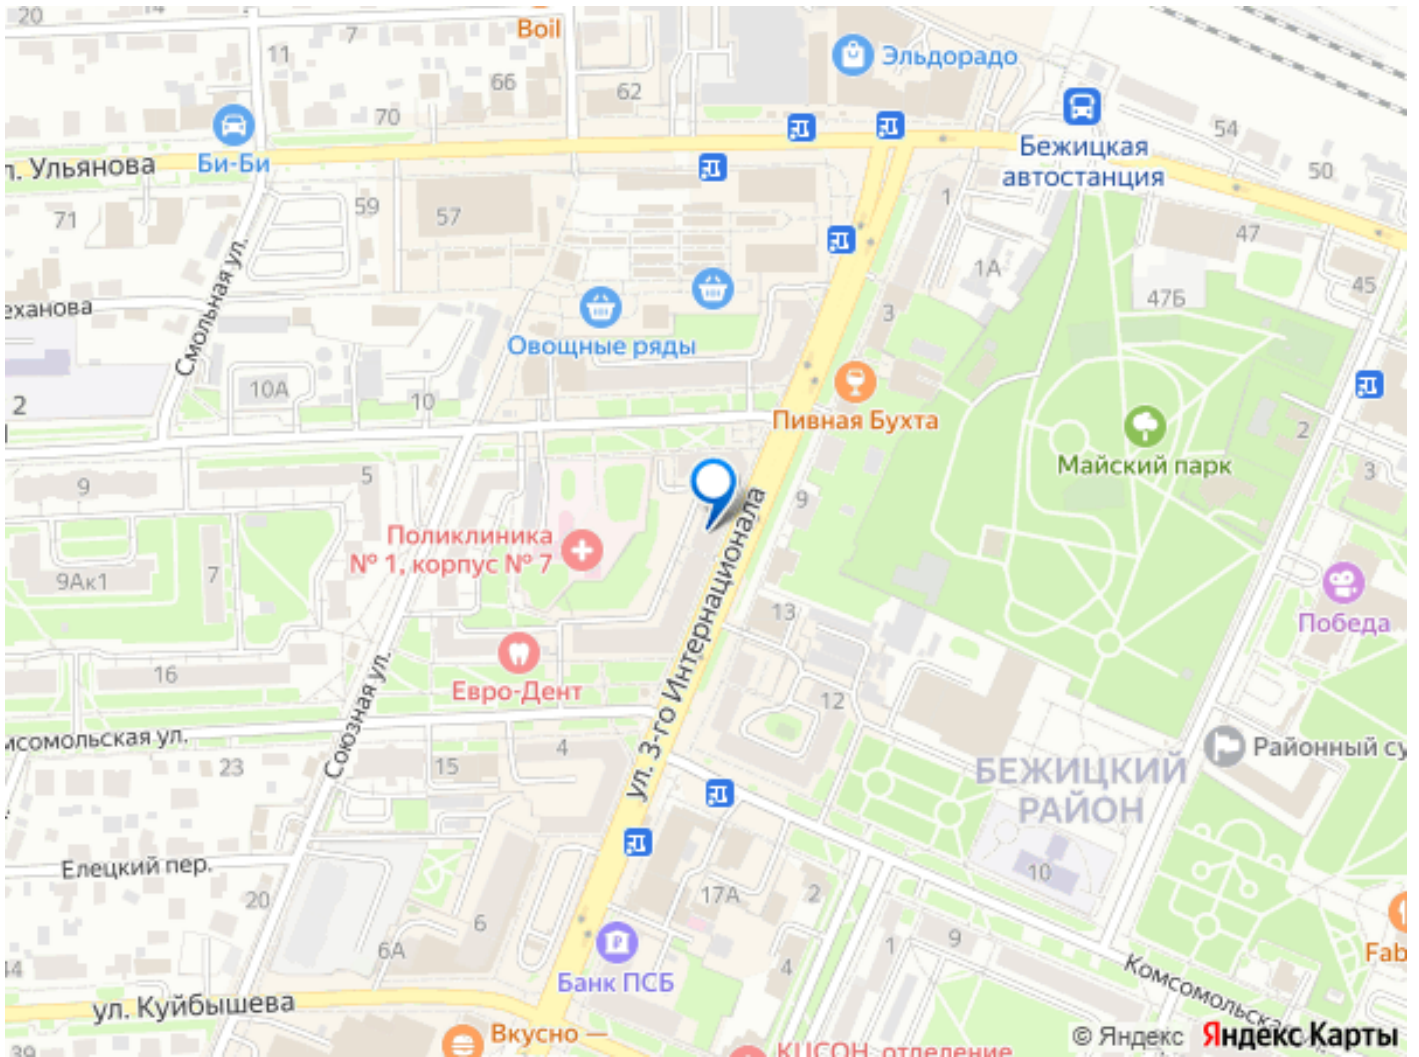 20
7
Boil
11
66
62
Эльдорадо
70
54
Би-Би
л. Ульянова
Бежицкая
автостанция
50
59
57
71
1
47
Смольная ул.
1А
45
еханова
47Б
3
Овощные ряды
10А
10
2
Пивная Бухта
2
Майский парк
3
9
5
9
ул. 3-го Интернационала
Поликлиника
№ 1, корпус № 7
9Ак1
7
13
Победа
16
Евро-Дент
12
Союзная ул.
мсомольская ул.
4
Районный су
23
15
БЕЖИЦКИЙ
РАЙОН
Елецкий пер.
10
20
17А
2
6
6А
1
9
44
Банк ПСБ
4
Fab
Комсомольска
ул. Куйбышева
Вкусно —
39
КЦСОН, отделение
© Яндекс Яндекс Карты